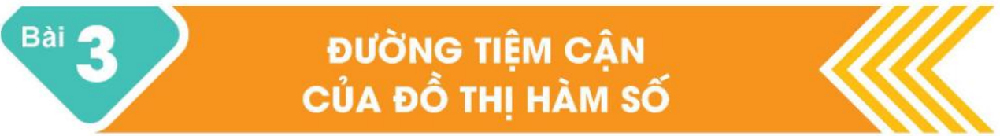 Bài 3
ĐƯỜNG TIỆM CẬN
CỦA ĐỒ THỊ HÀM SỐ